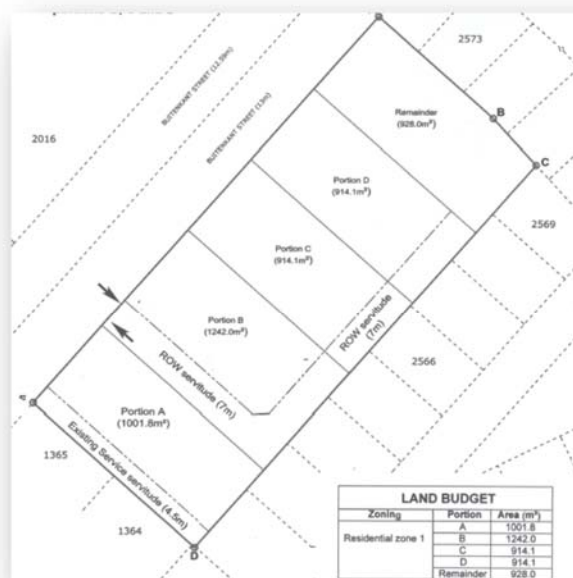 2573
BUITENKANT STREET (12.59m)
Remainder
(928.0m²)
B
BUITENKANT STREET (13m)
2016
C
Portion D
(914.1m²)
2569
Portion C
(914.1m²)
Portion B
(1242.0m²)
ROW servitude
(7m)
ROW servitude (7m)
2566
A
Portion A
(1001.8m²)
Existing Service servitude (4.5m)
1365
1364
D
LAND BUDGET
Zoning Portion Area (m²)
Residential zone 1 A 1001.8
B 1242.0
C 914.1
D 914.1
Remainder 928.0